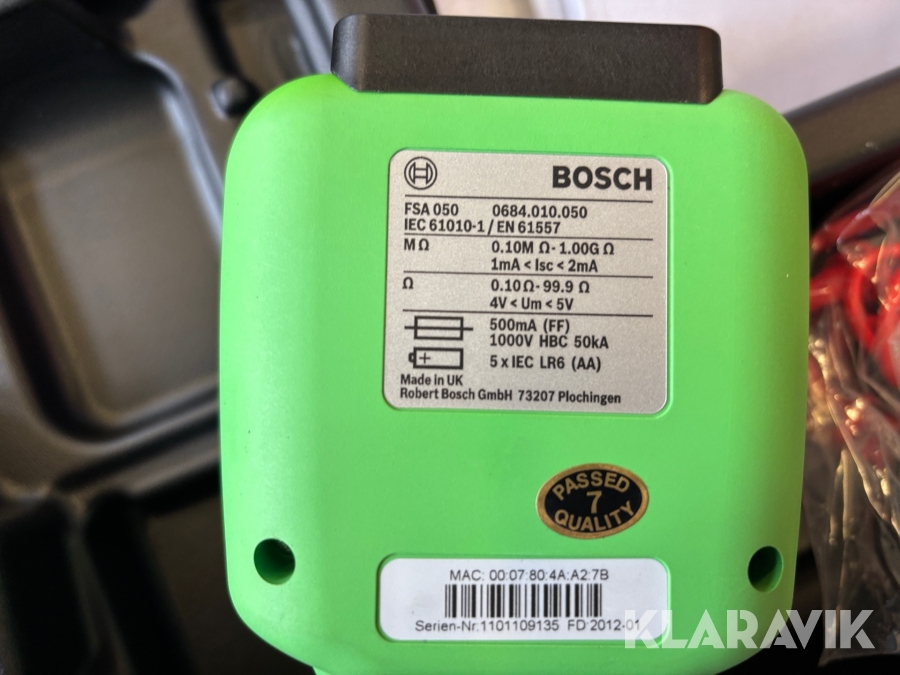 BOSCH
FSA 050 0684.010.050
IEC 61010-1 / EN 61557
M Ω 0.10M Ω - 1.00G Ω
1mA < Isc < 2mA
Ω 0.10 Ω - 99.9 Ω
4V < Um < 5V
500mA (FF)
1000V HBC 50kA
5 x IEC LR6 (AA)
Made in UK
Robert Bosch GmbH 73207 Plochingen
PASSED
7
QUALITY
MAC: 00:07:80:4A:A2:7B
Serien-Nr.1101109135 FD 2012-01
KLARAVIK